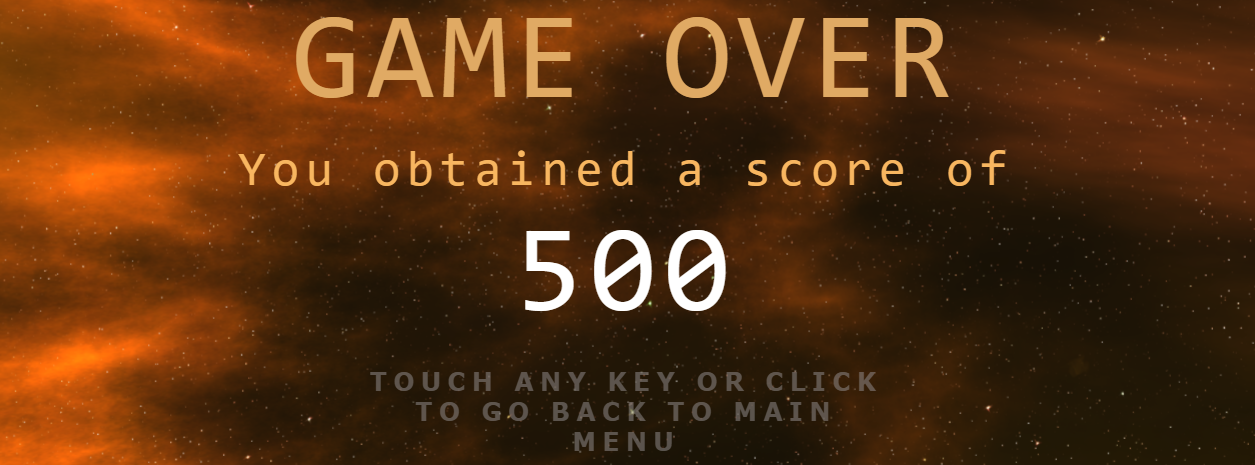 GAME OVER
You obtained a score of
500
TOUCH ANY KEY OR CLICK
TO GO BACK TO MAIN
MENU